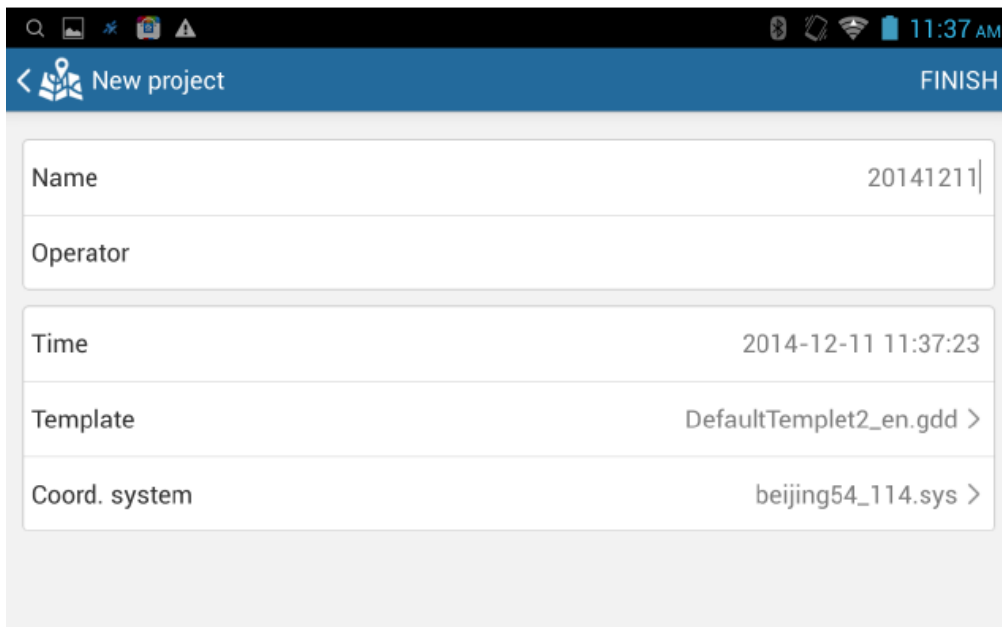 11:37 AM
New project
FINISH
Name 20141211
Operator
Time 2014-12-11 11:37:23
Template DefaultTemplet2_en.gdd >
Coord. system beijing54_114.sys >